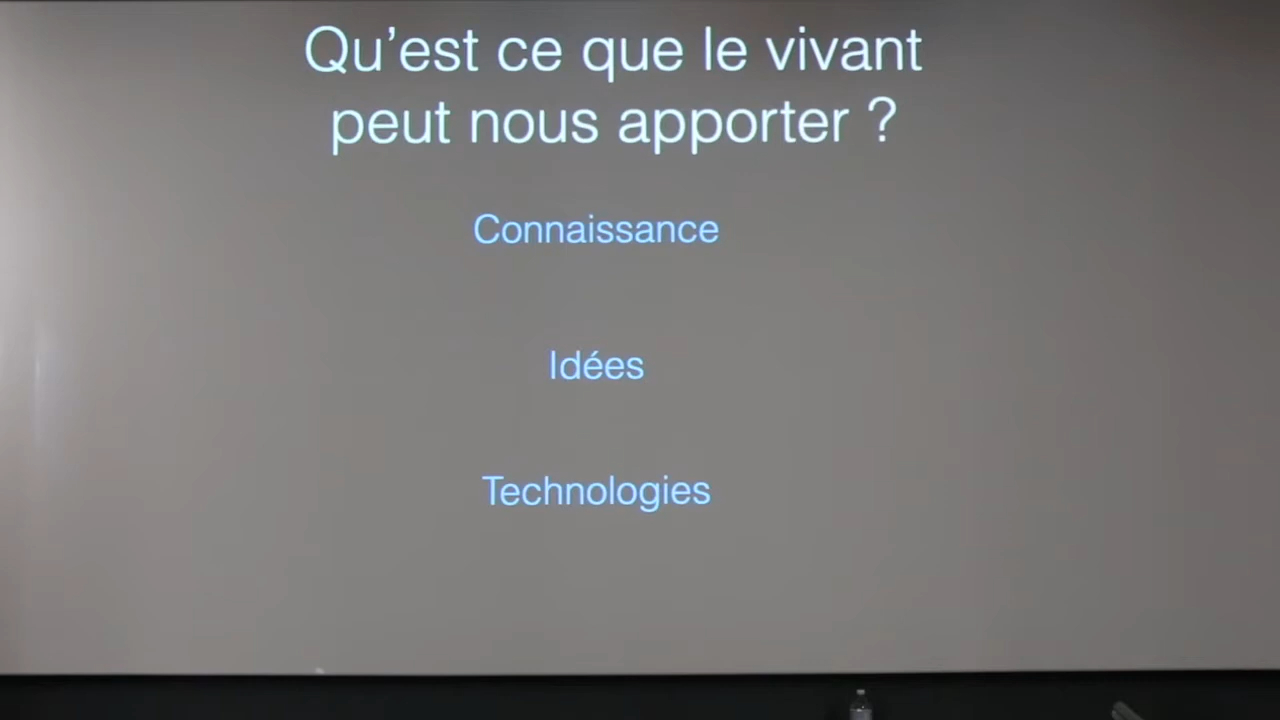 Qu’est ce que le vivant
peut nous apporter ?
Connaissance
Idées
Technologies